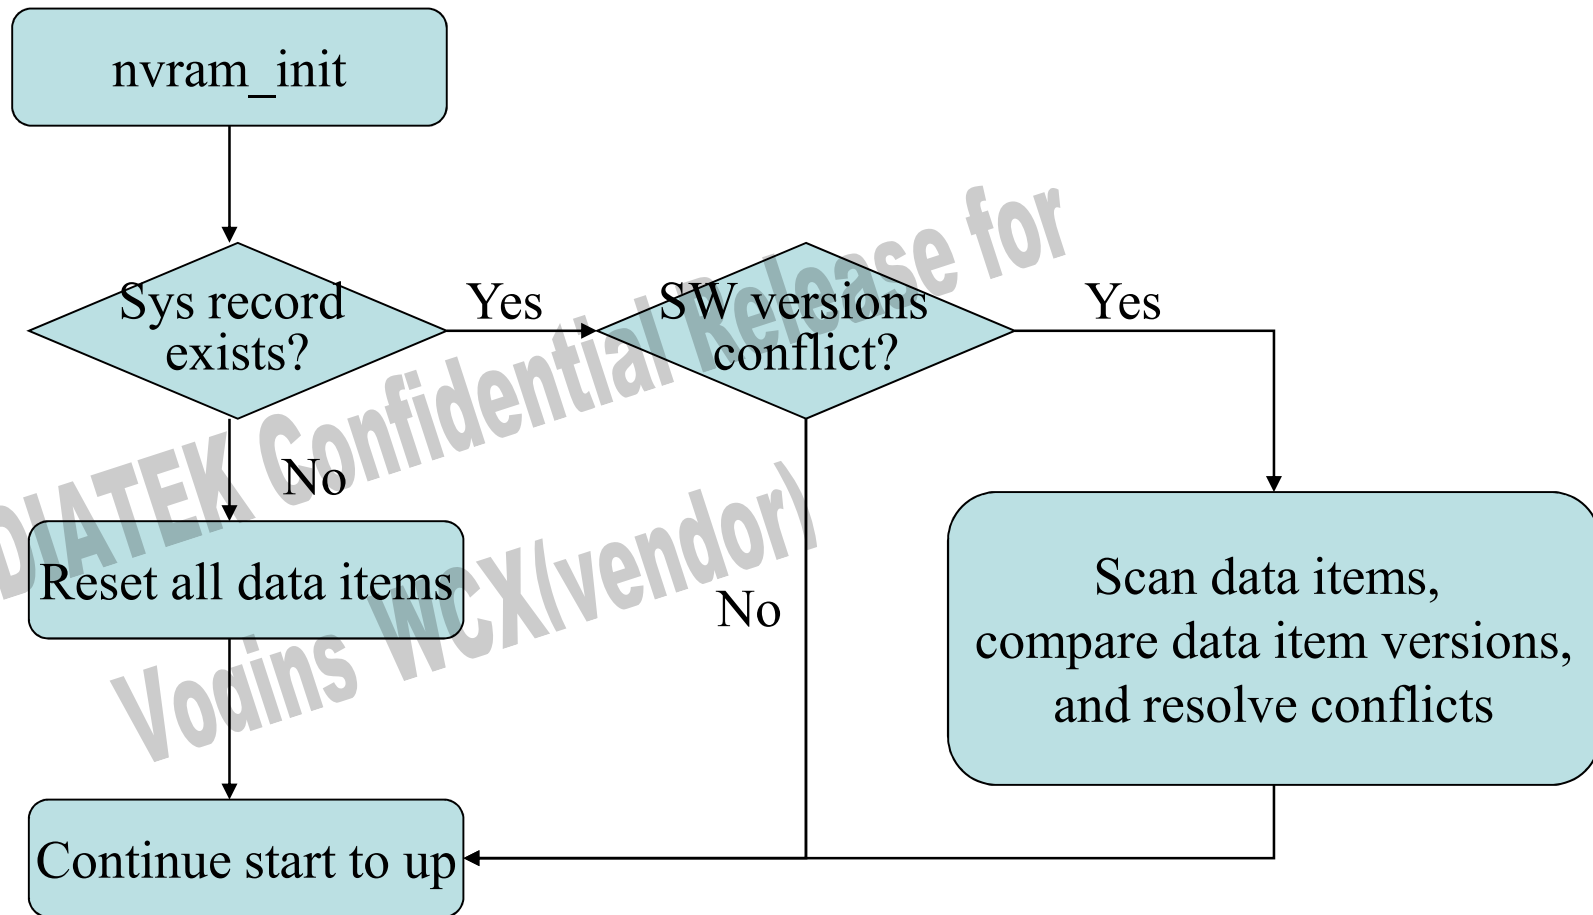 nvram_init
Sys record
exists?
Yes
SW versions
conflict?
Yes
No
Reset all data items
No
Scan data items,
compare data item versions,
and resolve conflicts
Continue start to up
DIATEK Confidential Release for
Vogins WCX(vendor)